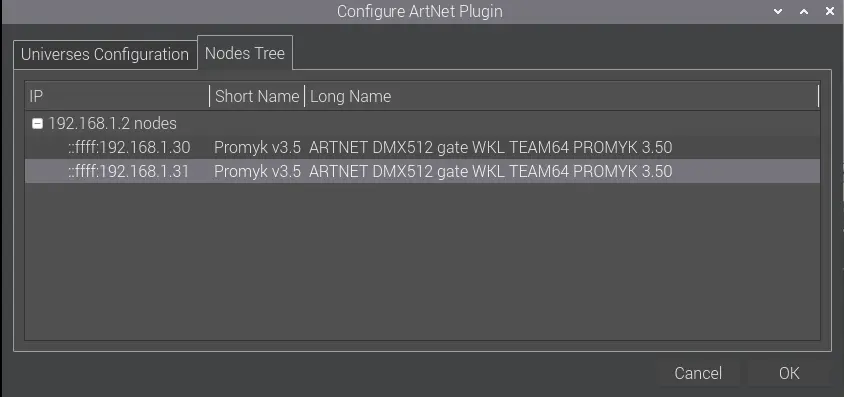 Configure ArtNet Plugin
Universes Configuration Nodes Tree
IP Short Name Long Name
192.168.1.2 nodes
::ffff:192.168.1.30 Promyk v3.5 ARTNET DMX512 gate WKL TEAM64 PROMYK 3.50
::ffff:192.168.1.31 Promyk v3.5 ARTNET DMX512 gate WKL TEAM64 PROMYK 3.50
Cancel OK